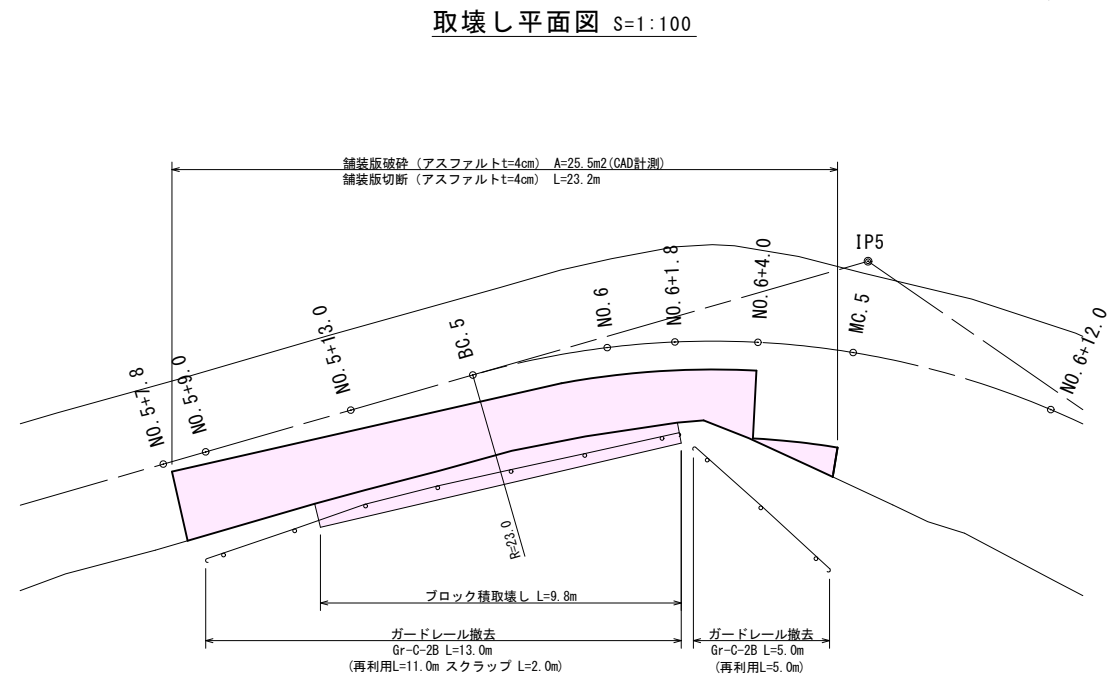 取壊し平面図 S=1:100
舗装版破砕 (アスファルトt=4cm) A=25.5m2(CAD計測)
舗装版切断 (アスファルトt=4cm) L=23.2m
IP5
NO.5+7.8
NO.5+9.0
NO.5+13.0
BC.5
NO.6
NO.6+1.8
NO.6+4.0
MC.5
NO.6+12.0
R=23.0
ブロック積取壊し L=9.8m
ガードレール撤去
Gr-C-2B L=13.0m
(再利用L=11.0m スクラップ L=2.0m)
ガードレール撤去
Gr-C-2B L=5.0m
(再利用L=5.0m)